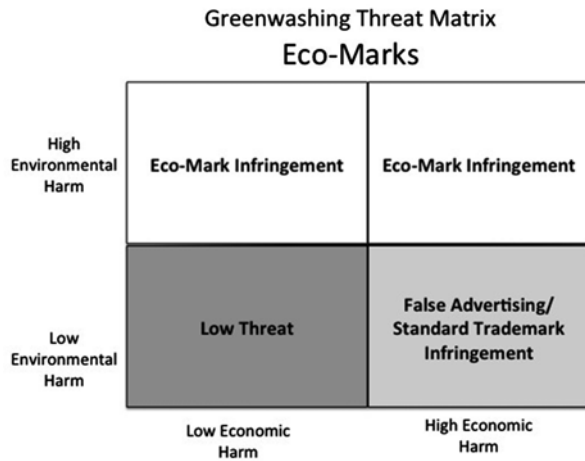 Greenwashing Threat Matrix
Eco-Marks
High
Environmental
Harm
Eco-Mark Infringement
Eco-Mark Infringement
Low
Environmental
Harm
Low Threat
False Advertising/
Standard Trademark
Infringement
Low Economic
Harm
High Economic
Harm